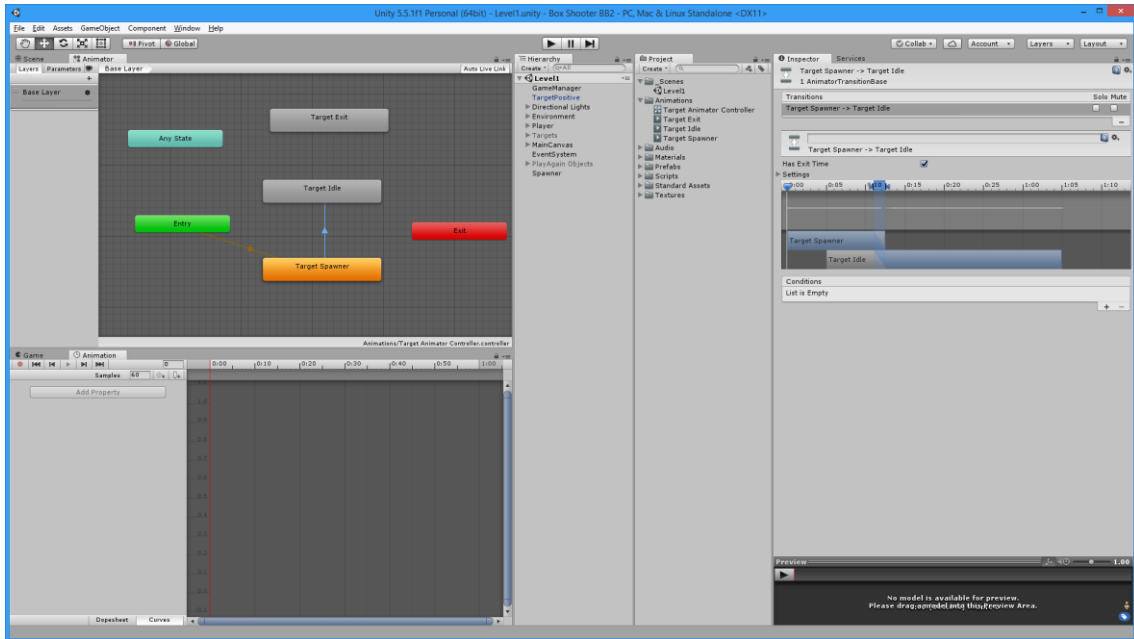 Unity 5.5.1f1 Personal (64bit) - Level1.unity - Box Shooter BB2 - PC, Mac & Linux Standalone <DX11>
File Edit Assets GameObject Component Window Help
Pivot Global
Collab Account Layers Layout
Scene Animator
Layers Parameters Base Layer Auto Live Link
Base Layer
Target Exit
Any State
Target Idle
Entry
Exit
Target Spawner
Animations/Target Animator Controller.controller
Hierarchy
Create All
Level1
GameManager
TargetPositive
Directional Lights
Environment
Player
Targets
MainCanvas
EventSystem
PlayAgain Objects
Spawner
Project
Create
_Scenes
Level1
Animations
Target Animator Controller
Target Exit
Target Idle
Target Spawner
Audio
Materials
Prefabs
Scripts
Standard Assets
Textures
Inspector Services
Target Spawner -> Target Idle
1 AnimatorTransitionBase
Transitions Solo Mute
Target Spawner -> Target Idle
Target Spawner -> Target Idle
Has Exit Time
Settings
0:00 0:05 0:10 0:15 0:20 0:25 1:00 1:05 1:10
Target Spawner
Target Idle
Conditions
List is Empty
Game Animation
0 0:00 0:10 0:20 0:30 0:40 0:50 1:00
Samples 60
Add Property
Dopesheet Curves
Preview 1.00
No model is available for preview.
Please drag a model into this Preview Area.